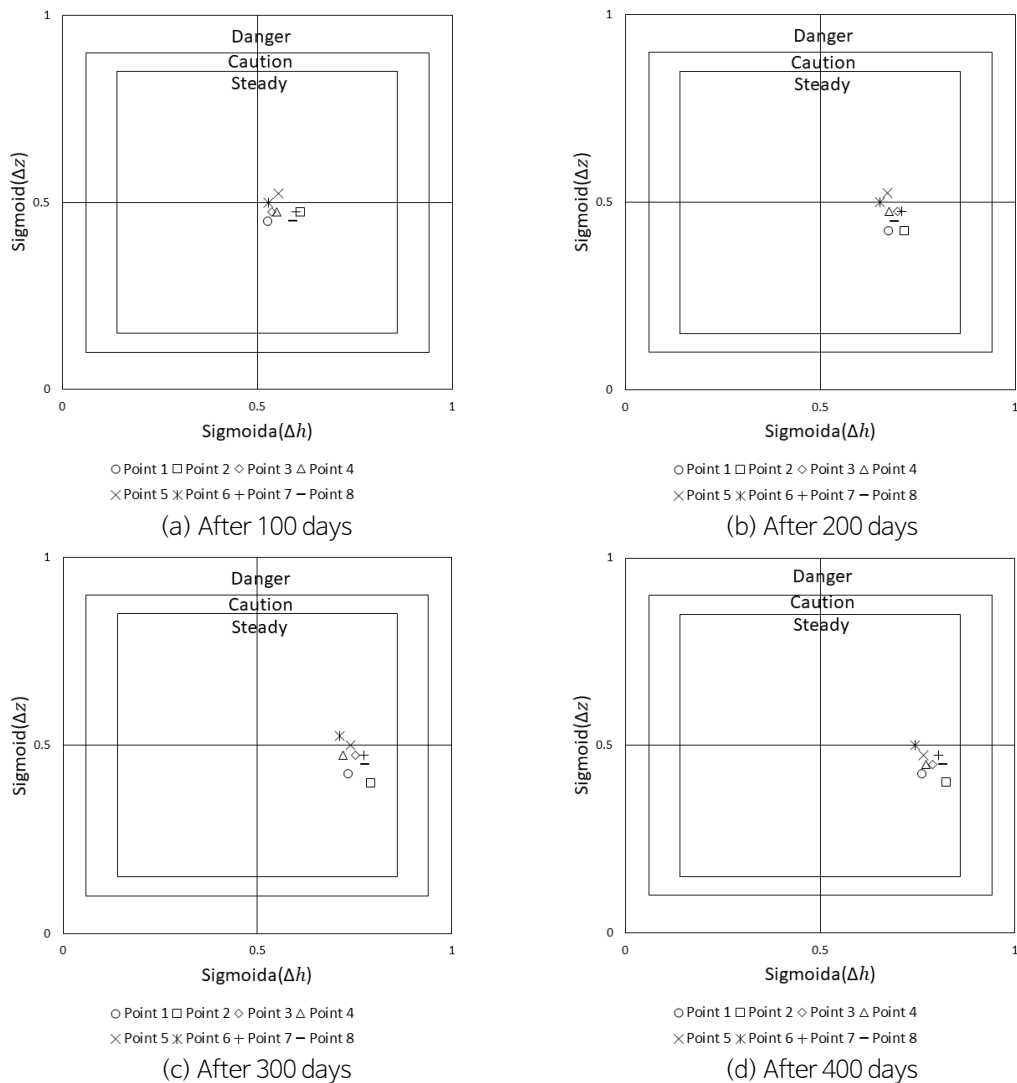 1
Danger
Caution
Steady
Sigmoid(Δz)
0.5
0
0
0.5
1
Sigmoida(Δh)
○ Point 1 □ Point 2 ◇ Point 3 △ Point 4
× Point 5 ж Point 6 + Point 7 − Point 8
(a) After 100 days
1
Danger
Caution
Steady
Sigmoid(Δz)
0.5
0
0
0.5
1
Sigmoida(Δh)
○ Point 1 □ Point 2 ◇ Point 3 △ Point 4
× Point 5 ж Point 6 + Point 7 − Point 8
(b) After 200 days
1
Danger
Caution
Steady
Sigmoid(Δz)
0.5
0
0
0.5
1
Sigmoida(Δh)
○ Point 1 □ Point 2 ◇ Point 3 △ Point 4
× Point 5 ж Point 6 + Point 7 − Point 8
(c) After 300 days
1
Danger
Caution
Steady
Sigmoid(Δz)
0.5
0
0
0.5
1
Sigmoida(Δh)
○ Point 1 □ Point 2 ◇ Point 3 △ Point 4
× Point 5 ж Point 6 + Point 7 − Point 8
(d) After 400 days